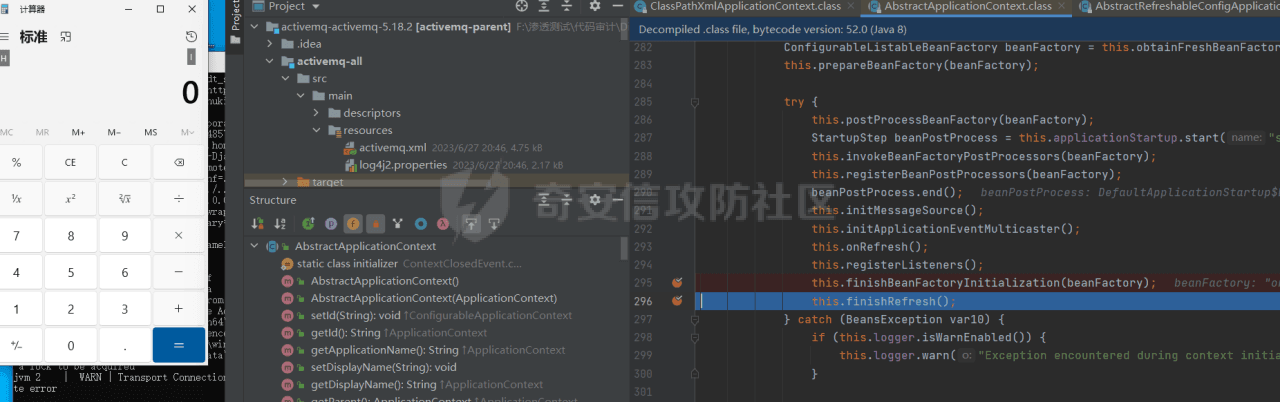 计算器
标准
H
I
0
MC MR M+ M− MS M˅
% CE C
¹/x x² ²√x ÷
7 8 9 ×
4 5 6 −
1 2 3 +
+/− 0 . =
a lock to be acquired
jvm 2 | WARN | Transport Connection
te error
Project
Project
activemq-activemq-5.18.2 [activemq-parent] F:\渗透测试\代码审计\D
.idea
activemq-all
src
main
descriptors
resources
activemq.xml 2023/6/27 20:46, 4.75 kB
log4j2.properties 2023/6/27 20:46, 2.17 kB
target
Structure
AbstractApplicationContext
static class initializer ContextClosedEvent.c...
AbstractApplicationContext()
AbstractApplicationContext(ApplicationContext)
setId(String): void ↑ConfigurableApplicationContext
getId(): String ↑ApplicationContext
getApplicationName(): String ↑ApplicationContext
setDisplayName(String): void
getDisplayName(): String ↑ApplicationContext
getParent(): ApplicationContext ↑ApplicationContext
ClassPathXmlApplicationContext.class AbstractApplicationContext.class AbstractRefreshableConfigApplication
Decompiled .class file, bytecode version: 52.0 (Java 8)
282 ConfigurableListableBeanFactory beanFactory = this.obtainFreshBeanFactor
283 this.prepareBeanFactory(beanFactory);
284
285 try {
286 this.postProcessBeanFactory(beanFactory);
287 StartupStep beanPostProcess = this.applicationStartup.start( name: "s
288 this.invokeBeanFactoryPostProcessors(beanFactory);
289 this.registerBeanPostProcessors(beanFactory);
290 beanPostProcess.end(); beanPostProcess: DefaultApplicationStartup$
291 this.initMessageSource();
292 this.initApplicationEventMulticaster();
293 this.onRefresh();
294 this.registerListeners();
295 this.finishBeanFactoryInitialization(beanFactory); beanFactory: "o
296 this.finishRefresh();
297 } catch (BeansException var10) {
298 if (this.logger.isWarnEnabled()) {
299 this.logger.warn( o: "Exception encountered during context initia
300 }
301
奇安信攻防社区